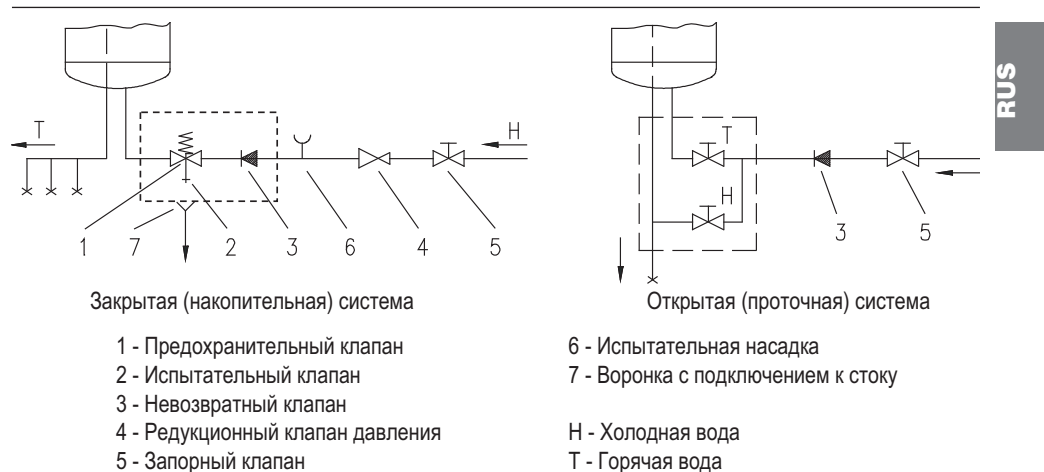 RUS
T
H
1 7 2 3 6 4 5
T
H
3 5
Закрытая (накопительная) система
Открытая (проточная) система
1 - Предохранительный клапан
2 - Испытательный клапан
3 - Невозвратный клапан
4 - Редукционный клапан давления
5 - Запорный клапан
6 - Испытательная насадка
7 - Воронка с подключением к стоку
Н - Холодная вода
Т - Горячая вода